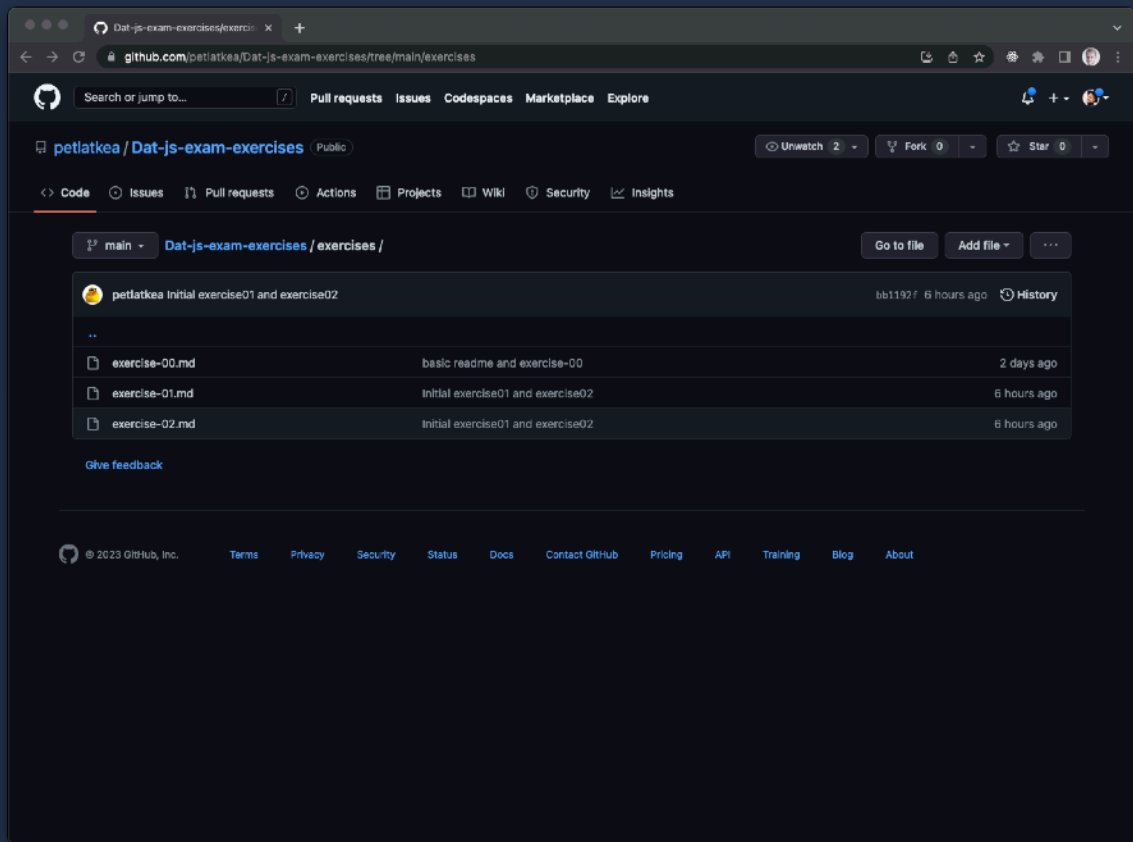 Dat-js-exam-exercises/exercis
github.com/petlatkea/Dat-js-exam-exercises/tree/main/exercises
Search or jump to... / Pull requests Issues Codespaces Marketplace Explore
petlatkea / Dat-js-exam-exercises Public Unwatch 2 Fork 0 Star 0
Code Issues Pull requests Actions Projects Wiki Security Insights
main Dat-js-exam-exercises / exercises / Go to file Add file ...
petlatkea Initial exercise01 and exercise02 bb1192f 6 hours ago History
..
exercise-00.md basic readme and exercise-00 2 days ago
exercise-01.md Initial exercise01 and exercise02 6 hours ago
exercise-02.md Initial exercise01 and exercise02 6 hours ago
Give feedback
© 2023 GitHub, Inc. Terms Privacy Security Status Docs Contact GitHub Pricing API Training Blog About